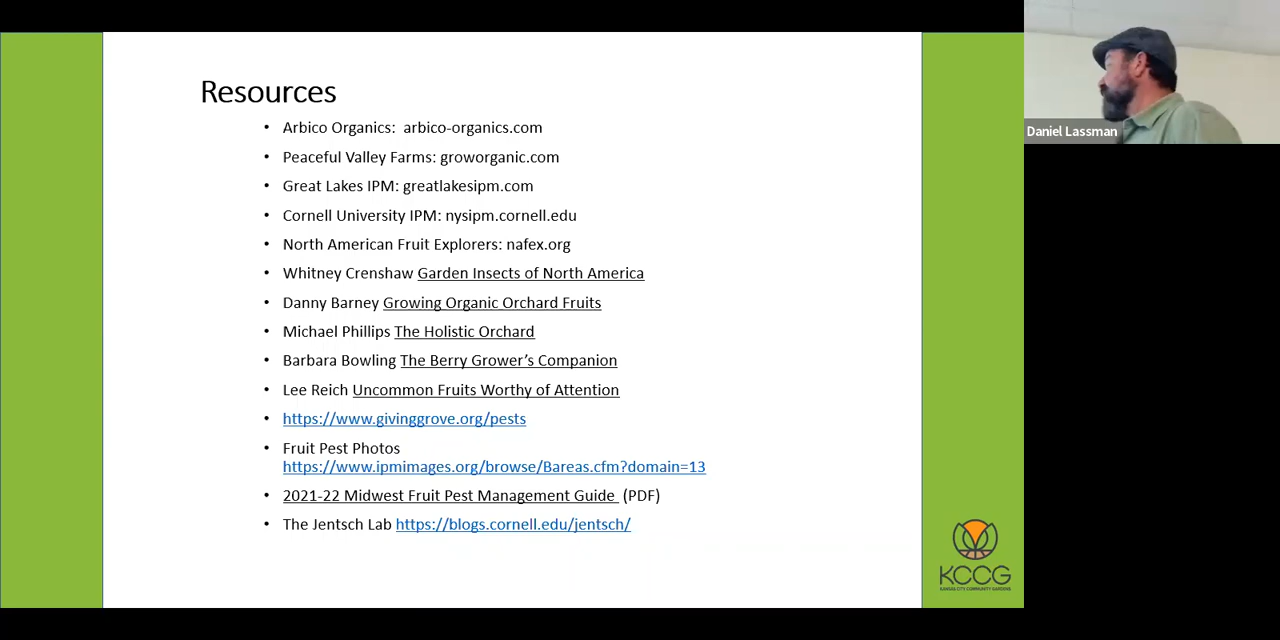 Resources
• Arbico Organics: arbico-organics.com
• Peaceful Valley Farms: groworganic.com
• Great Lakes IPM: greatlakesipm.com
• Cornell University IPM: nysipm.cornell.edu
• North American Fruit Explorers: nafex.org
• Whitney Crenshaw Garden Insects of North America
• Danny Barney Growing Organic Orchard Fruits
• Michael Phillips The Holistic Orchard
• Barbara Bowling The Berry Grower’s Companion
• Lee Reich Uncommon Fruits Worthy of Attention
• https://www.givinggrove.org/pests
• Fruit Pest Photos
https://www.ipmimages.org/browse/Bareas.cfm?domain=13
• 2021-22 Midwest Fruit Pest Management Guide (PDF)
• The Jentsch Lab https://blogs.cornell.edu/jentsch/
KCCG
KANSAS CITY COMMUNITY GARDENS
Daniel Lassman